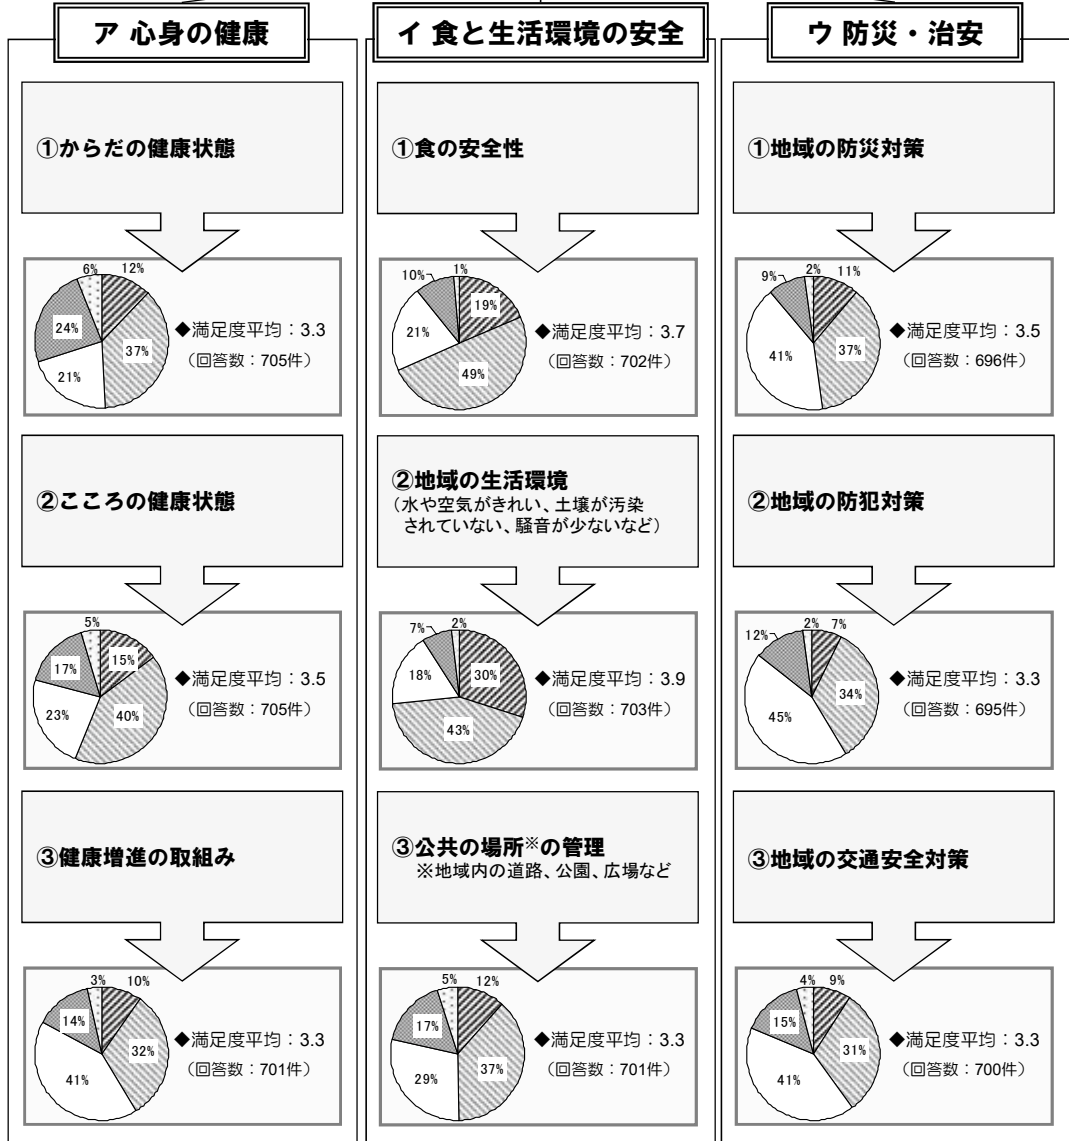 ア 心身の健康
①からだの健康状態
6%
12%
24%
37%
21%
◆満足度平均：3.3
（回答数：705件）
②こころの健康状態
5%
15%
17%
40%
23%
◆満足度平均：3.5
（回答数：705件）
③健康増進の取組み
3%
10%
14%
32%
41%
◆満足度平均：3.3
（回答数：701件）
イ 食と生活環境の安全
①食の安全性
10%
1%
19%
21%
49%
◆満足度平均：3.7
（回答数：702件）
②地域の生活環境
（水や空気がきれい、土壌が汚染
されていない、騒音が少ないなど）
7%
2%
30%
18%
43%
◆満足度平均：3.9
（回答数：703件）
③公共の場所※の管理
※地域内の道路、公園、広場など
5%
12%
17%
37%
29%
◆満足度平均：3.3
（回答数：701件）
ウ 防災・治安
①地域の防災対策
9%
2%
11%
41%
37%
◆満足度平均：3.5
（回答数：696件）
②地域の防犯対策
12%
2%
7%
34%
45%
◆満足度平均：3.3
（回答数：695件）
③地域の交通安全対策
4%
9%
15%
31%
41%
◆満足度平均：3.3
（回答数：700件）